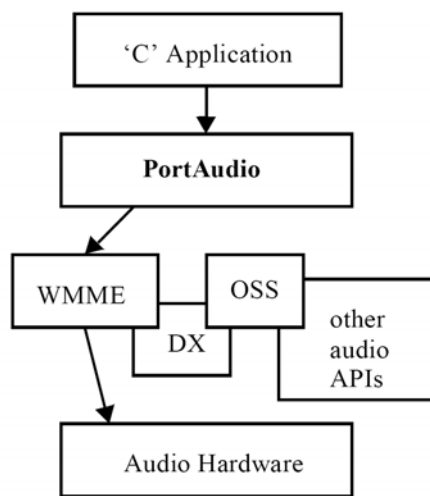 ‘C’ Application
PortAudio
WMME
OSS
DX
other
audio
APIs
Audio Hardware